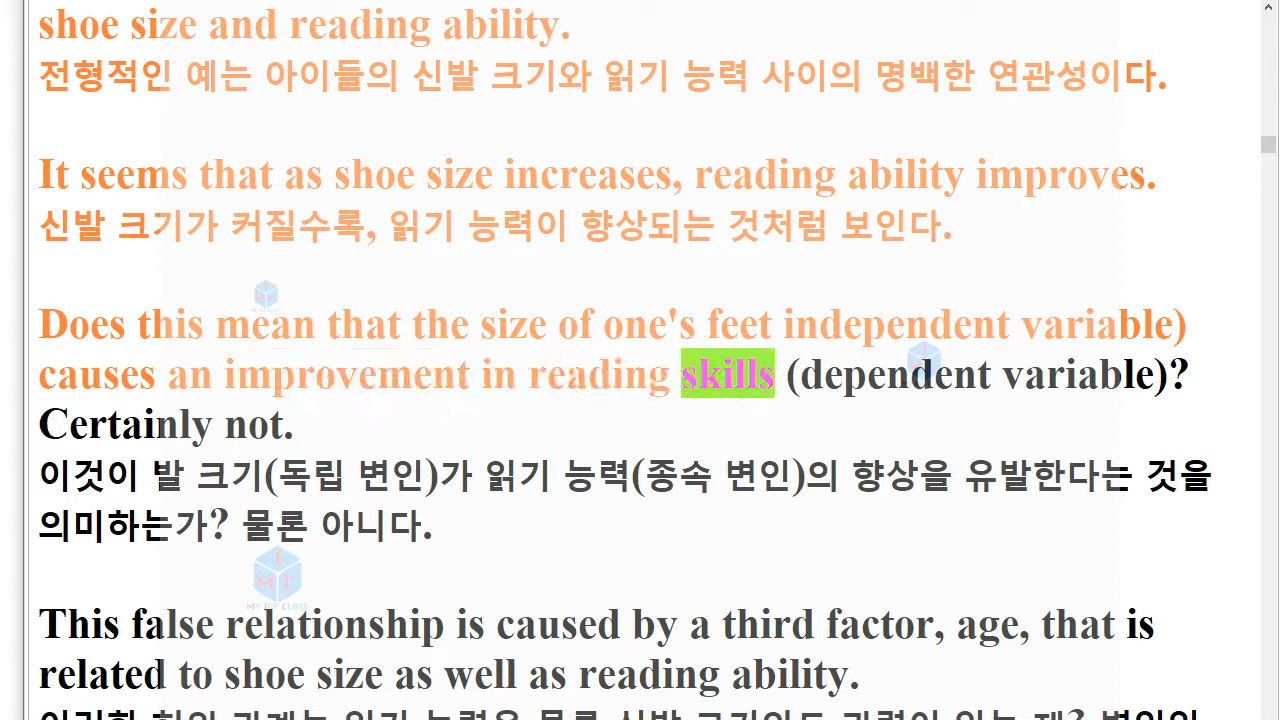 shoe size and reading ability.
전형적인 예는 아이들의 신발 크기와 읽기 능력 사이의 명백한 연관성이다.
It seems that as shoe size increases, reading ability improves.
신발 크기가 커질수록, 읽기 능력이 향상되는 것처럼 보인다.
Does this mean that the size of one's feet independent variable)
causes an improvement in reading skills (dependent variable)?
Certainly not.
이것이 발 크기(독립 변인)가 읽기 능력(종속 변인)의 향상을 유발한다는 것을
의미하는가? 물론 아니다.
MY TOP CLASS
This false relationship is caused by a third factor, age, that is
related to shoe size as well as reading ability.